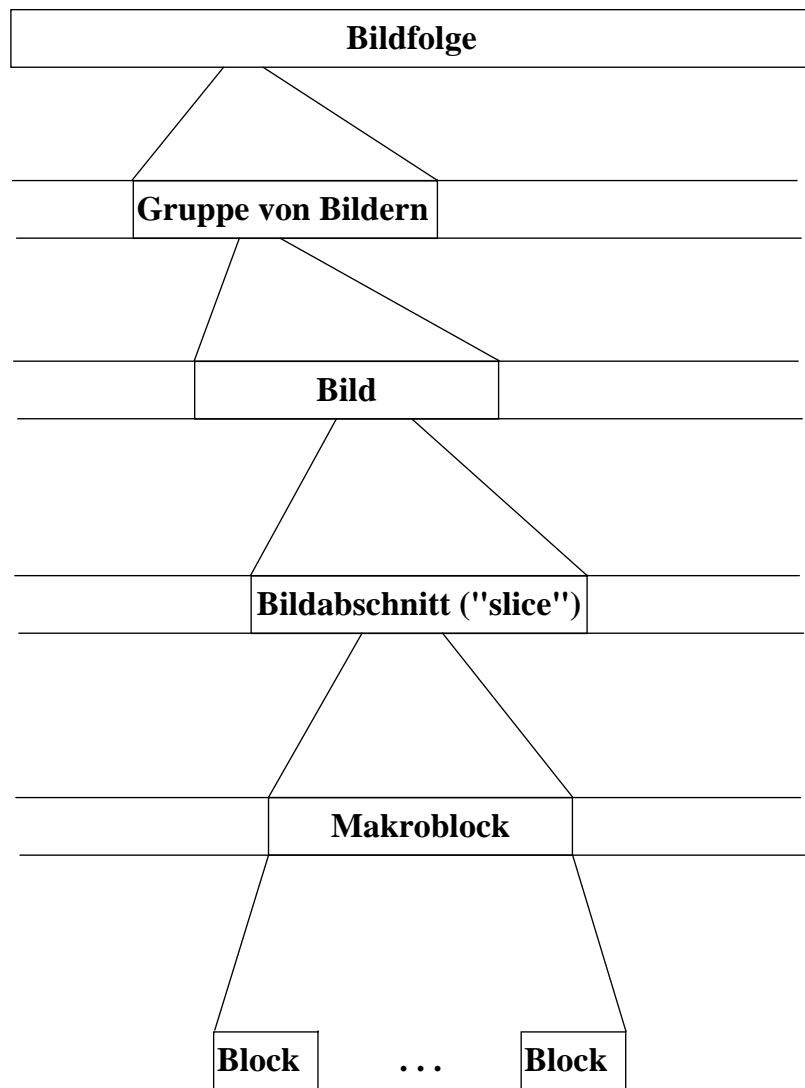 Bildfolge
Gruppe von Bildern
Bild
Bildabschnitt ("slice")
Makroblock
Block ... Block